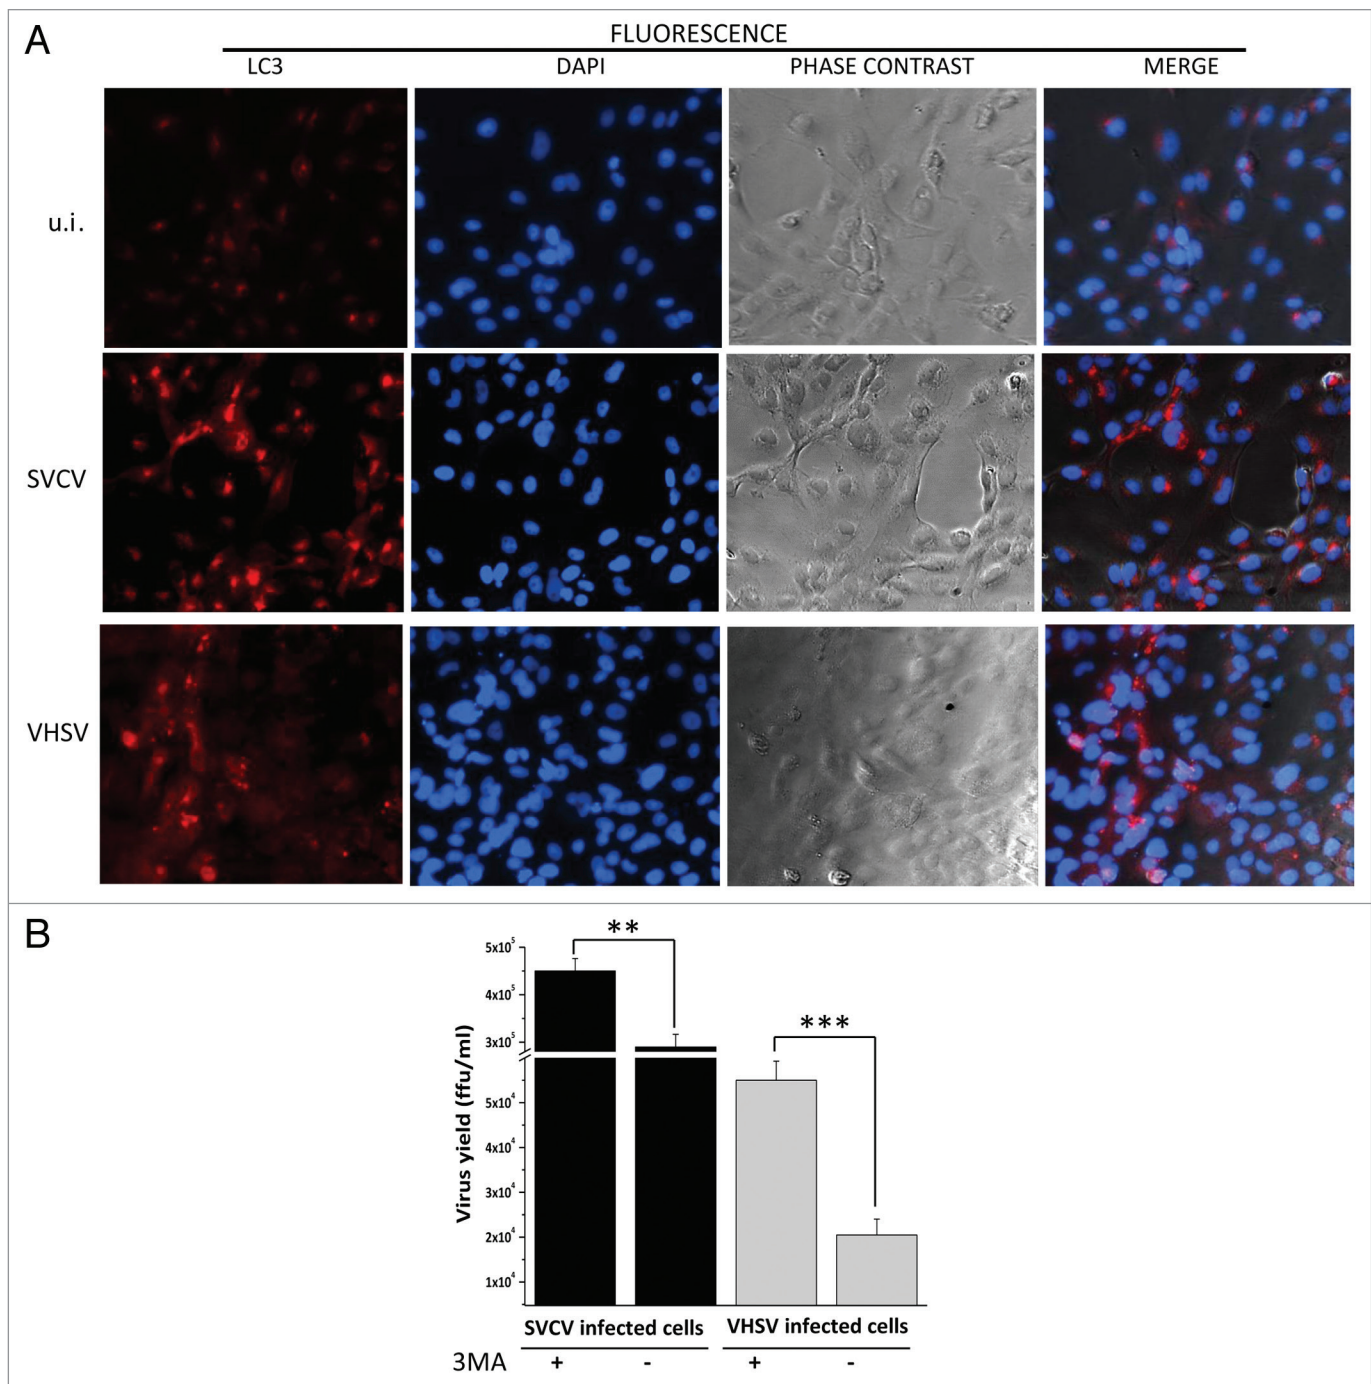 A
FLUORESCENCE
LC3 DAPI PHASE CONTRAST MERGE
u.i.
SVCV
VHSV
B
** 
***
5x10⁵
4x10⁵
3x10⁵
5x10⁴
4x10⁴
3x10⁴
2x10⁴
1x10⁴
Virus yield (ffu/ml)
SVCV infected cells VHSV infected cells
3MA + - + -